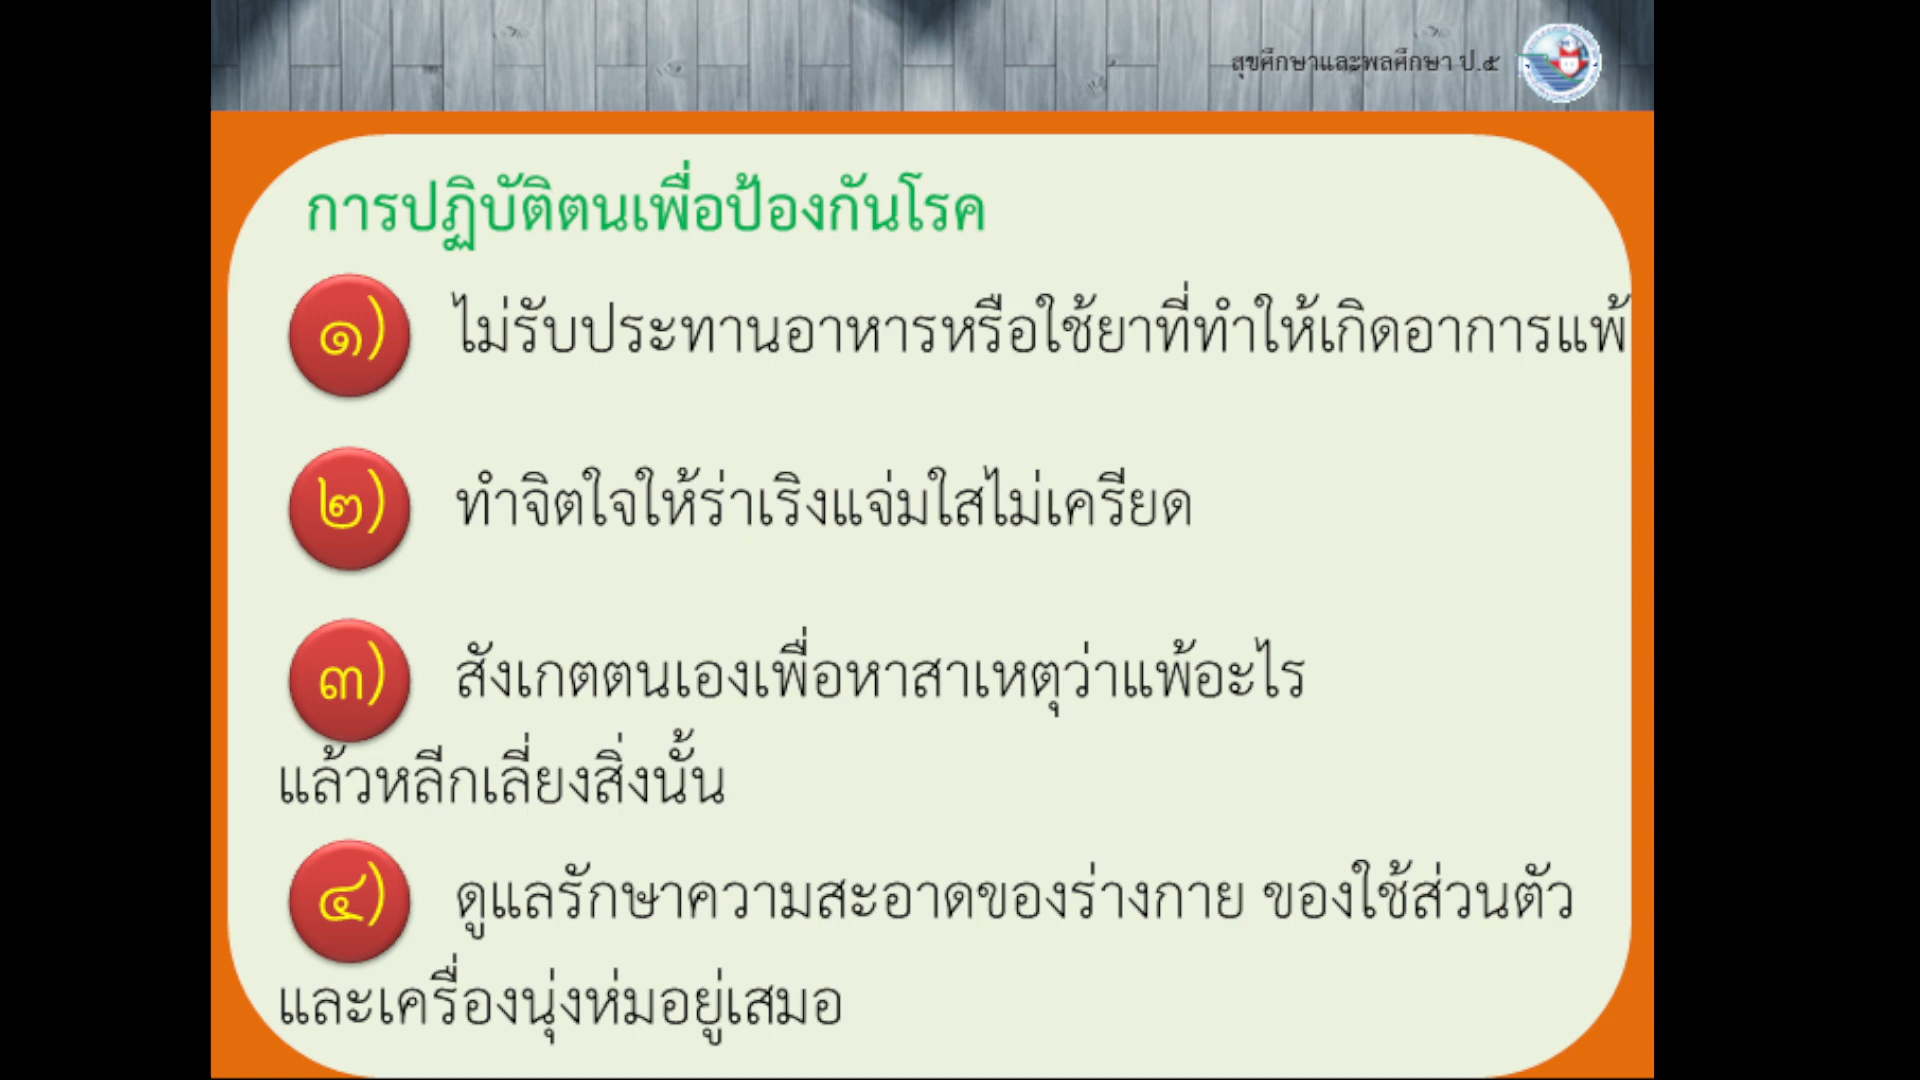 สุขศึกษาและพลศึกษา ป.๕
การปฏิบัติตนเพื่อป้องกันโรค
๑) ไม่รับประทานอาหารหรือใช้ยาที่ทำให้เกิดอาการแพ้
๒) ทำจิตใจให้ร่าเริงแจ่มใสไม่เครียด
๓) สังเกตตนเองเพื่อหาสาเหตุว่าแพ้อะไร
แล้วหลีกเลี่ยงสิ่งนั้น
๔) ดูแลรักษาความสะอาดของร่างกาย ของใช้ส่วนตัว
และเครื่องนุ่งห่มอยู่เสมอ